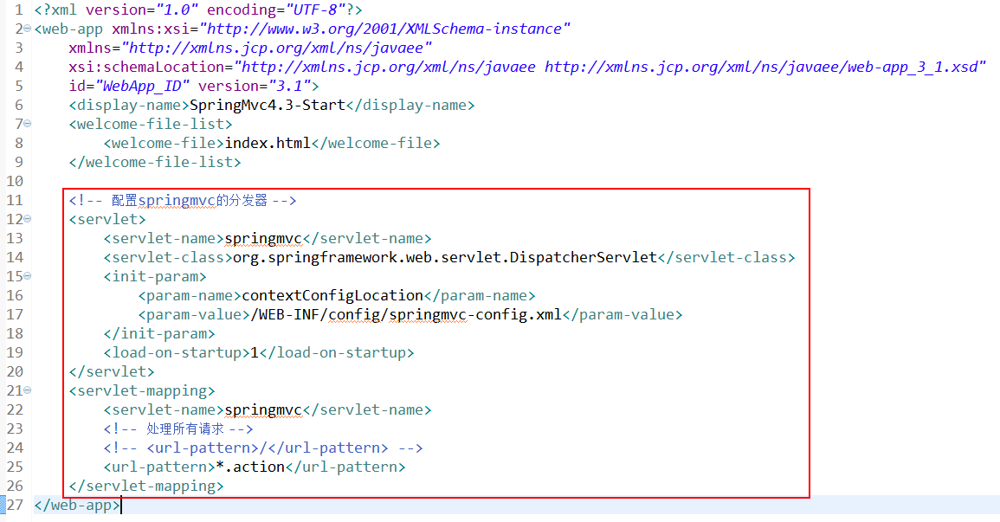 1 <?xml version="1.0" encoding="UTF-8"?>
2 <web-app xmlns:xsi="http://www.w3.org/2001/XMLSchema-instance"
3     xmlns="http://xmlns.jcp.org/xml/ns/javaee"
4     xsi:schemaLocation="http://xmlns.jcp.org/xml/ns/javaee http://xmlns.jcp.org/xml/ns/javaee/web-app_3_1.xsd"
5     id="WebApp_ID" version="3.1">
6     <display-name>SpringMvc4.3-Start</display-name>
7     <welcome-file-list>
8         <welcome-file>index.html</welcome-file>
9     </welcome-file-list>
10
11     <!-- 配置springmvc的分发器 -->
12     <servlet>
13         <servlet-name>springmvc</servlet-name>
14         <servlet-class>org.springframework.web.servlet.DispatcherServlet</servlet-class>
15         <init-param>
16             <param-name>contextConfigLocation</param-name>
17             <param-value>/WEB-INF/config/springmvc-config.xml</param-value>
18         </init-param>
19         <load-on-startup>1</load-on-startup>
20     </servlet>
21     <servlet-mapping>
22         <servlet-name>springmvc</servlet-name>
23         <!-- 处理所有请求 -->
24         <!-- <url-pattern>/</url-pattern> -->
25         <url-pattern>*.action</url-pattern>
26     </servlet-mapping>
27 </web-app>